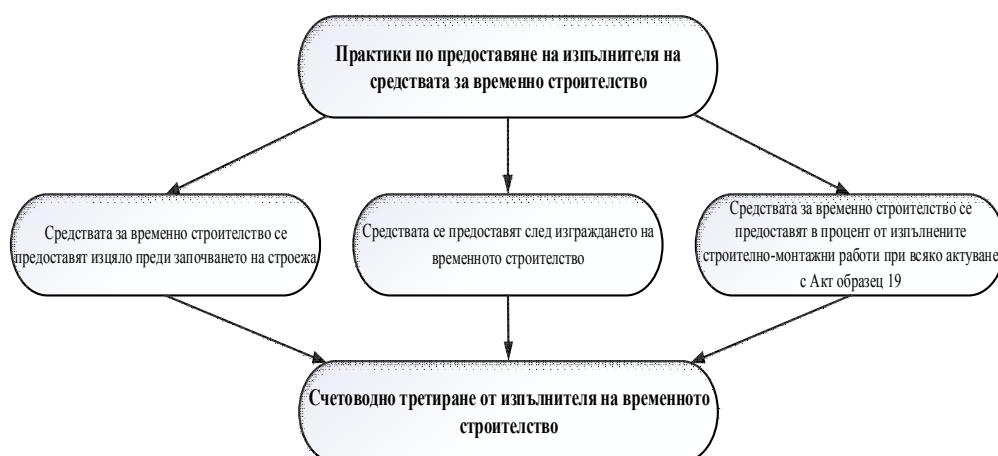 Практики по предоставяне на изпълнителя на
средствата за временно строителство
Средствата за временно строителство се
предоставят изцяло преди започването на строежа
Средствата се предоставят след изграждането на
временното строителство
Средствата за временно строителство се
предоставят в процент от изпълнените
строително-монтажни работи при всяко актуване
с Акт образец 19
Счетоводно третиране от изпълнителя на временното
строителство